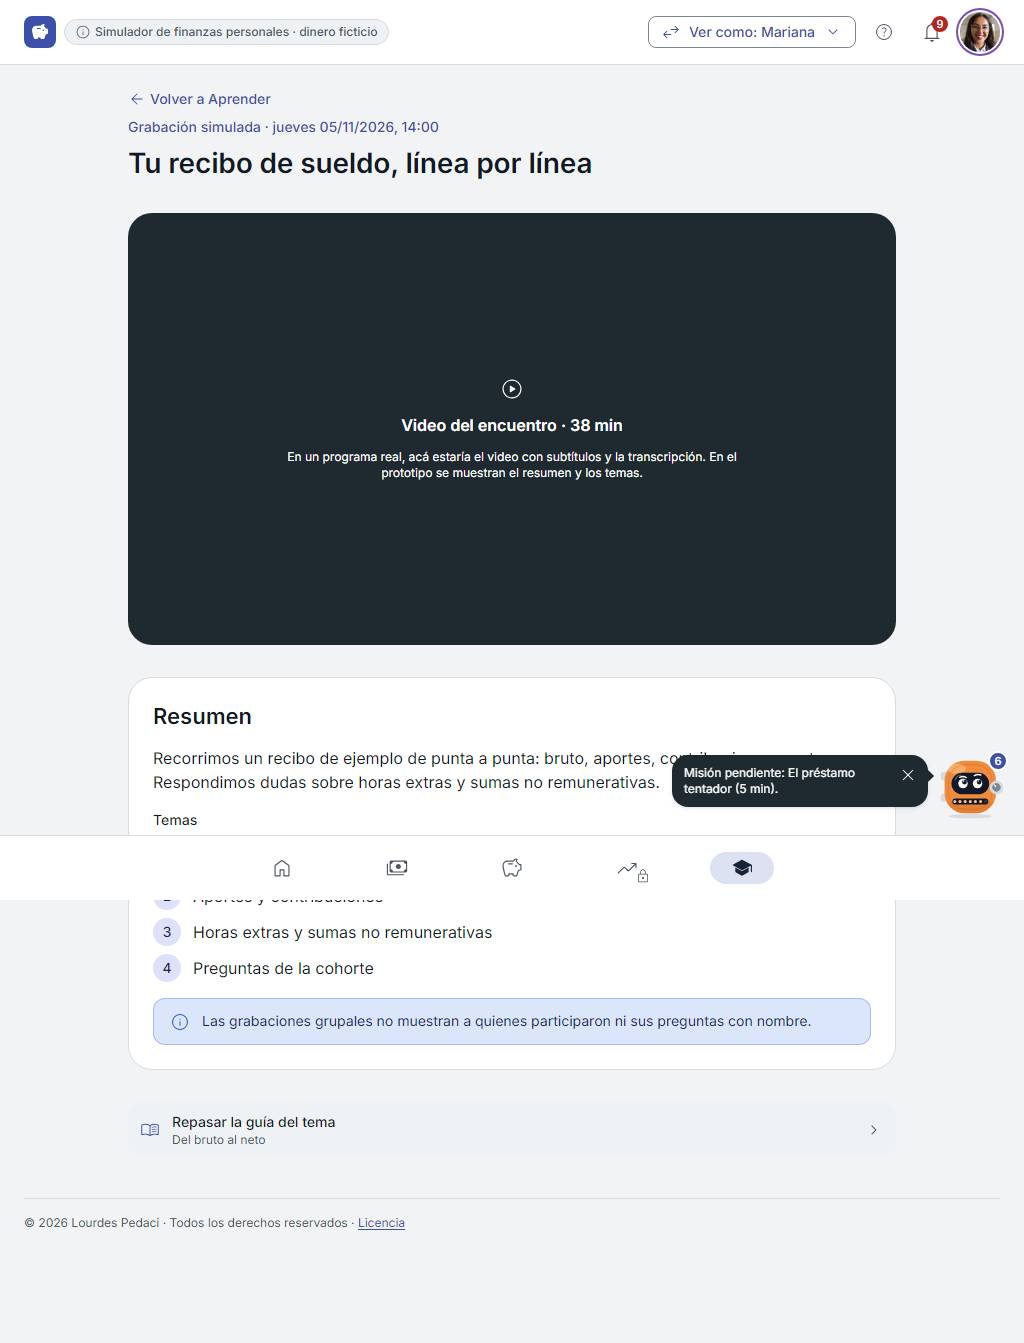 Simulador de finanzas personales · dinero ficticio
Ver como: Mariana
9
Volver a Aprender
Grabación simulada · jueves 05/11/2026, 14:00
Tu recibo de sueldo, línea por línea
Video del encuentro · 38 min
En un programa real, acá estaría el video con subtítulos y la transcripción. En el
prototipo se muestran el resumen y los temas.
Resumen
Recorrimos un recibo de ejemplo de punta a punta: bruto, aportes,
Respondimos dudas sobre horas extras y sumas no remunerativas.
Misión pendiente: El préstamo
tentador (5 min).
6
Temas
Aportes y contribuciones
3 Horas extras y sumas no remunerativas
4 Preguntas de la cohorte
Las grabaciones grupales no muestran a quienes participaron ni sus preguntas con nombre.
Repasar la guía del tema
Del bruto al neto
© 2026 Lourdes Pedaci · Todos los derechos reservados · Licencia